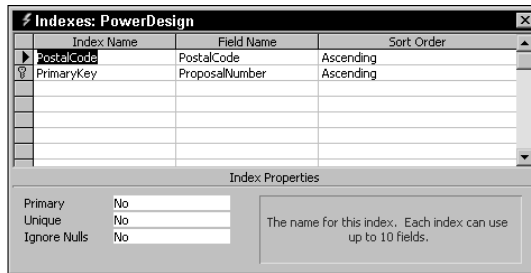 Indexes: PowerDesign
Index Name Field Name Sort Order
PostalCode PostalCode Ascending
PrimaryKey ProposalNumber Ascending
Index Properties
Primary No
Unique No
Ignore Nulls No
The name for this index. Each index can use
up to 10 fields.